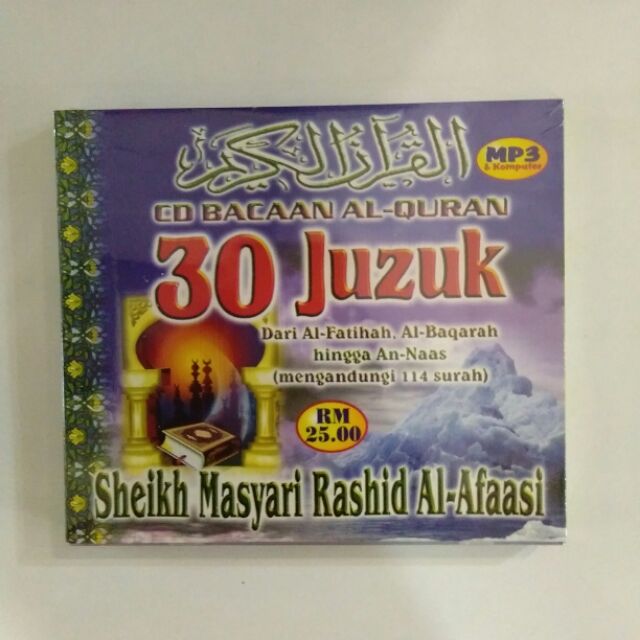 القرآن الكريم
MP3
& Komputer
CD BACAAN AL-QURAN
30 Juzuk
Dari Al-Fatihah, Al-Baqarah
hingga An-Naas
(mengandungi 114 surah)
RM
25.00
Sheikh Masyari Rashid Al-Afaasi